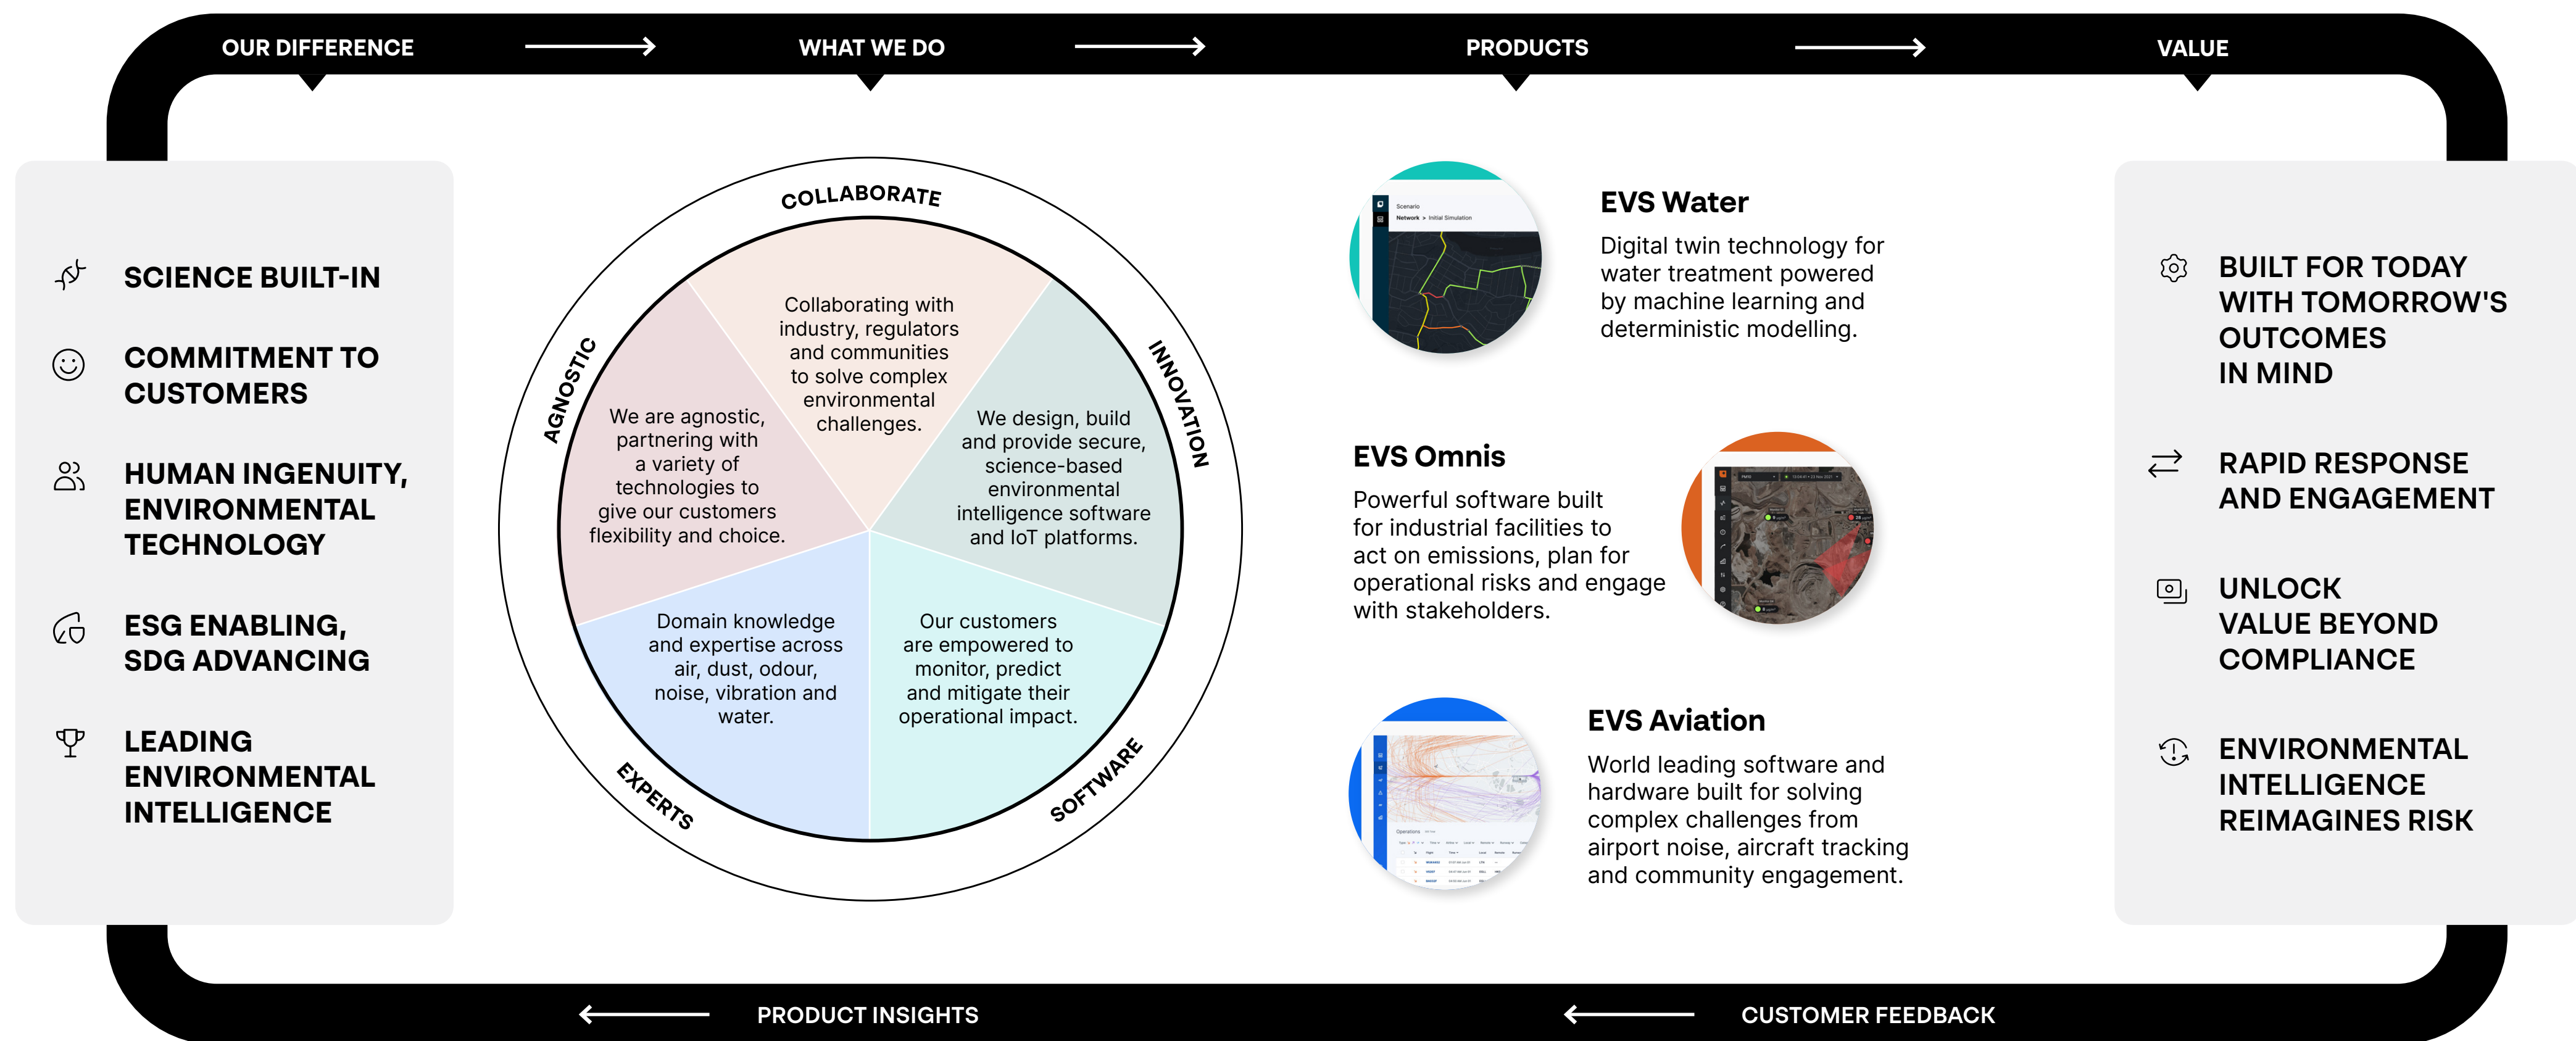 OUR DIFFERENCE
WHAT WE DO
PRODUCTS
VALUE
SCIENCE BUILT-IN
COMMITMENT TO
CUSTOMERS
HUMAN INGENUITY,
ENVIRONMENTAL
TECHNOLOGY
ESG ENABLING,
SDG ADVANCING
LEADING
ENVIRONMENTAL
INTELLIGENCE
COLLABORATE
Collaborating with
industry, regulators
and communities
to solve complex
environmental
challenges.
INNOVATION
We design, build
and provide secure,
science-based
environmental
intelligence software
and IoT platforms.
SOFTWARE
Our customers
are empowered to
monitor, predict
and mitigate their
operational impact.
EXPERTS
Domain knowledge
and expertise across
air, dust, odour,
noise, vibration and
water.
AGNOSTIC
We are agnostic,
partnering with
a variety of
technologies to
give our customers
flexibility and choice.
Scenario
Network > Initial Simulation
EVS Water
Digital twin technology for
water treatment powered
by machine learning and
deterministic modelling.
EVS Omnis
Powerful software built
for industrial facilities to
act on emissions, plan for
operational risks and engage
with stakeholders.
Operations
EVS Aviation
World leading software and
hardware built for solving
complex challenges from
airport noise, aircraft tracking
and community engagement.
BUILT FOR TODAY
WITH TOMORROW'S
OUTCOMES
IN MIND
RAPID RESPONSE
AND ENGAGEMENT
UNLOCK
VALUE BEYOND
COMPLIANCE
ENVIRONMENTAL
INTELLIGENCE
REIMAGINES RISK
PRODUCT INSIGHTS
CUSTOMER FEEDBACK